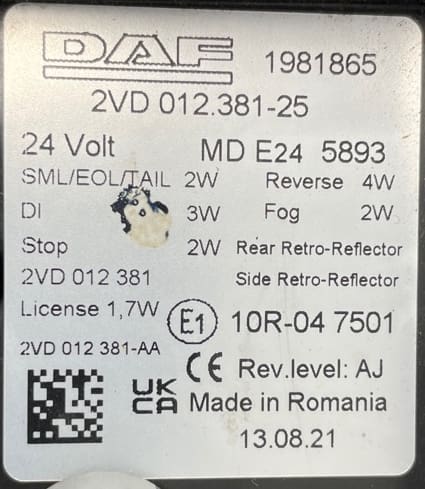 DAF 1981865
2VD 012.381-25
24 Volt MD E24 5893
SML/EOL/TAIL 2W Reverse 4W
DI 3W Fog 2W
Stop 2W Rear Retro-Reflector
2VD 012 381 Side Retro-Reflector
License 1,7W E1 10R-04 7501
2VD 012 381-AA CE Rev.level: AJ
UK CA Made in Romania
13.08.21